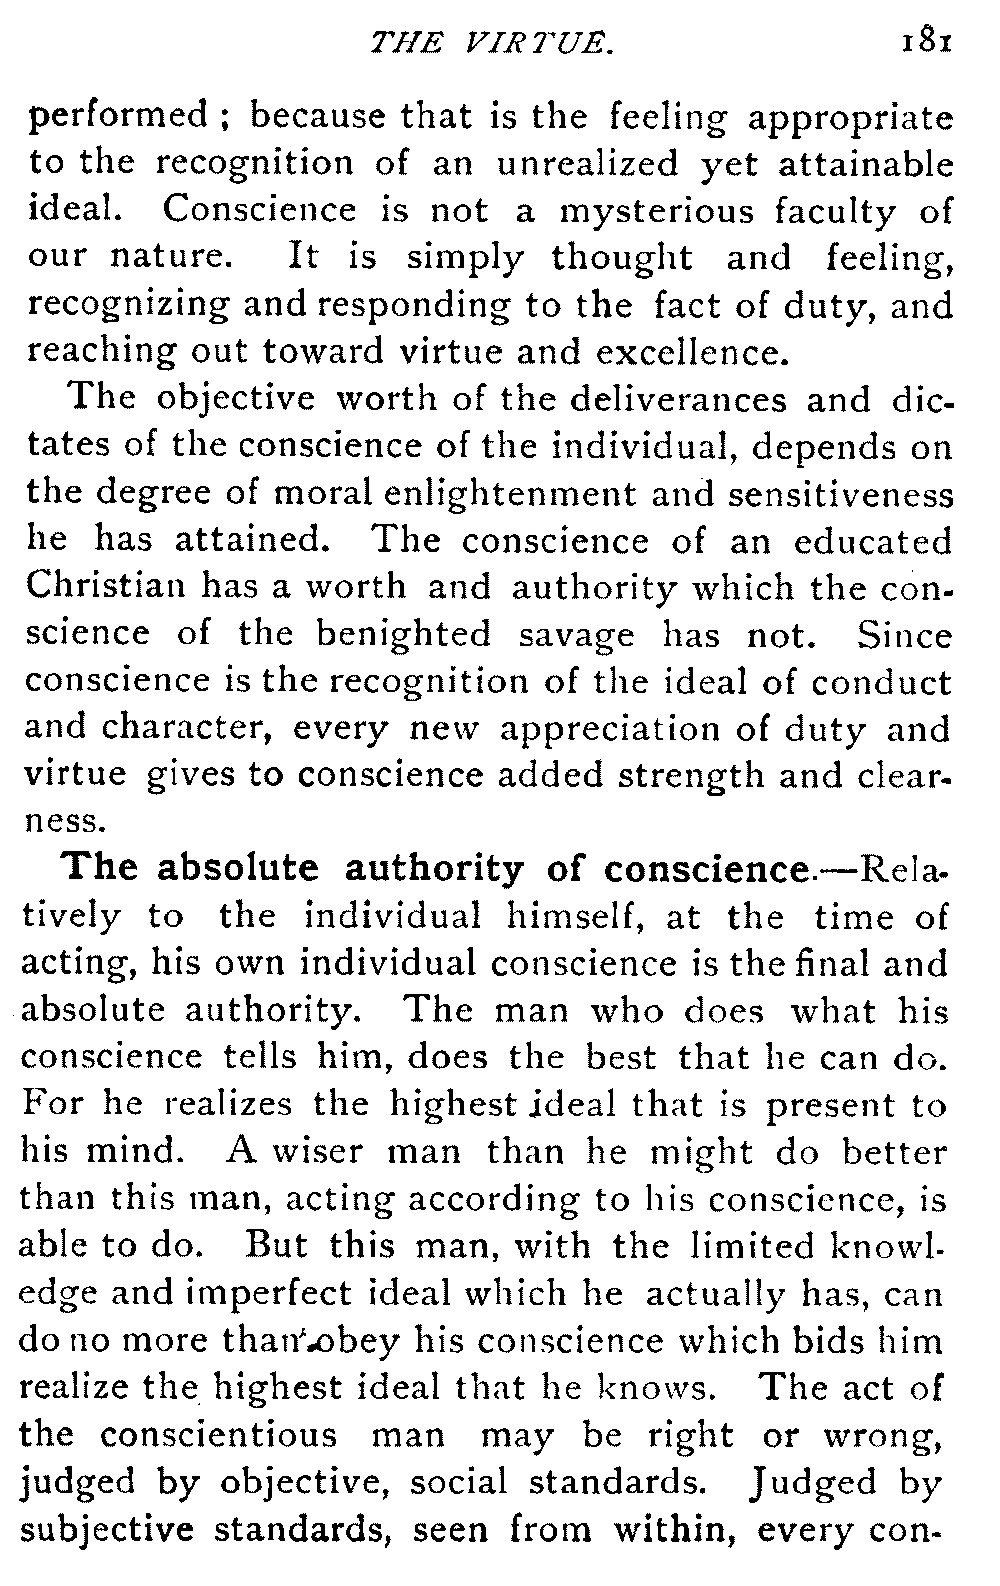 THE VIRTUE. 181
performed ; because that is the feeling appropriate
to the recognition of an unrealized yet attainable
ideal. Conscience is not a mysterious faculty of
our nature. It is simply thought and feeling,
recognizing and responding to the fact of duty, and
reaching out toward virtue and excellence.
The objective worth of the deliverances and dic-
tates of the conscience of the individual, depends on
the degree of moral enlightenment and sensitiveness
he has attained. The conscience of an educated
Christian has a worth and authority which the con-
science of the benighted savage has not. Since
conscience is the recognition of the ideal of conduct
and character, every new appreciation of duty and
virtue gives to conscience added strength and clear-
ness.
The absolute authority of conscience.—Rela-
tively to the individual himself, at the time of
acting, his own individual conscience is the final and
absolute authority. The man who does what his
conscience tells him, does the best that he can do.
For he realizes the highest ideal that is present to
his mind. A wiser man than he might do better
than this man, acting according to his conscience, is
able to do. But this man, with the limited knowl-
edge and imperfect ideal which he actually has, can
do no more than obey his conscience which bids him
realize the highest ideal that he knows. The act of
the conscientious man may be right or wrong,
judged by objective, social standards. Judged by
subjective standards, seen from within, every con-